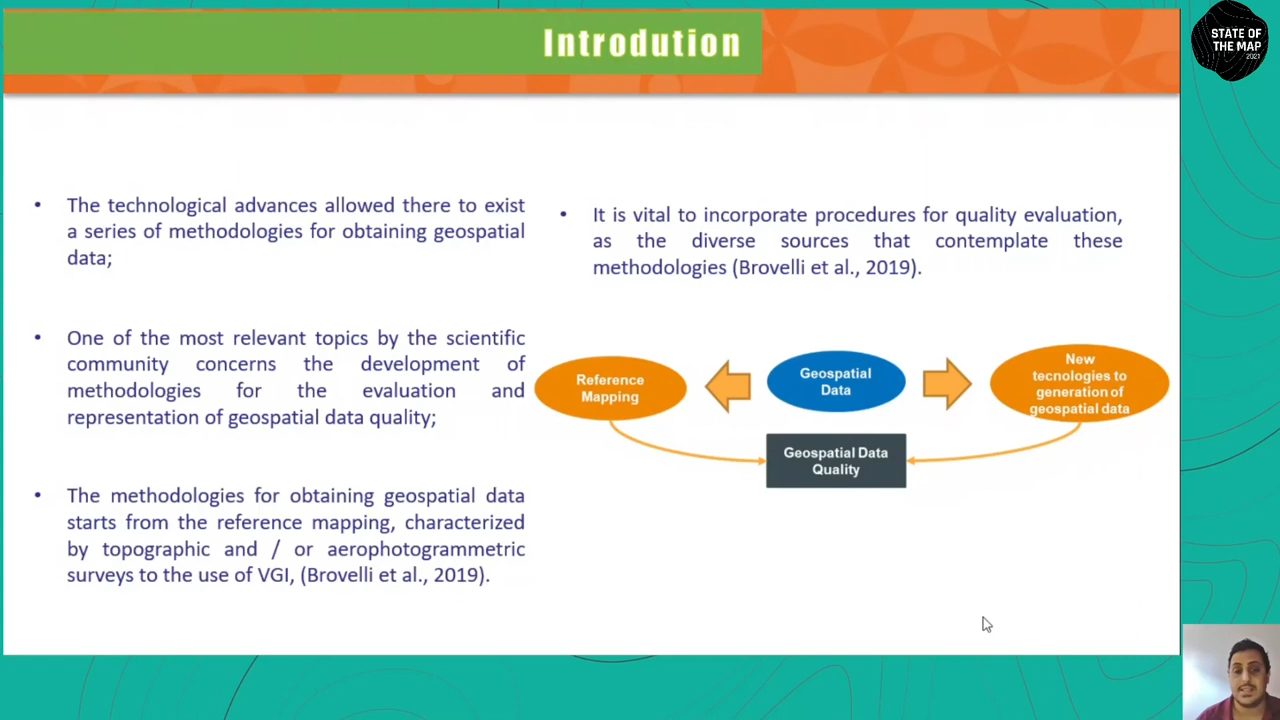 Introdution
STATE OF
THE MAP
2021
• The technological advances allowed there to exist
a series of methodologies for obtaining geospatial
data;
• One of the most relevant topics by the scientific
community concerns the development of
methodologies for the evaluation and
representation of geospatial data quality;
• The methodologies for obtaining geospatial data
starts from the reference mapping, characterized
by topographic and / or aerophotogrammetric
surveys to the use of VGI, (Brovelli et al., 2019).
• It is vital to incorporate procedures for quality evaluation,
as the diverse sources that contemplate these
methodologies (Brovelli et al., 2019).
Reference
Mapping
Geospatial
Data
New
tecnologies to
generation of
geospatial data
Geospatial Data
Quality